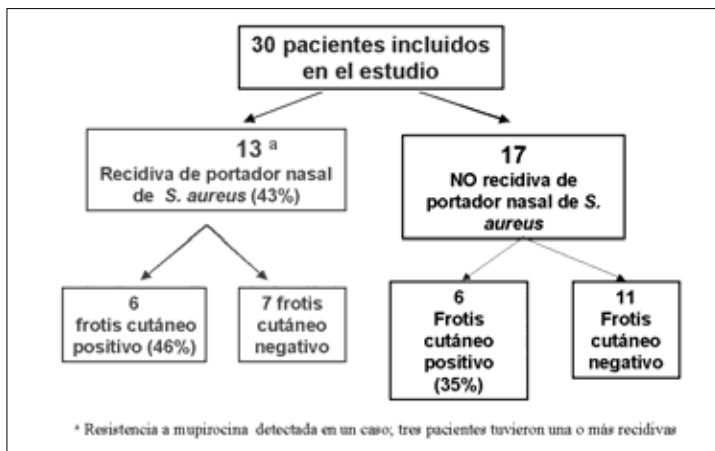 30 pacientes incluidos
en el estudio
13 ª
Recidiva de portador nasal
de S. aureus (43%)
17
NO recidiva de
portador nasal de S.
aureus
6
frotis cutáneo
positivo (46%)
7 frotis
cutáneo
negativo
6
Frotis
cutáneo
positivo
(35%)
11
Frotis
cutáneo
negativo
ª Resistencia a mupirocina detectada en un caso; tres pacientes tuvieron una o más recidivas